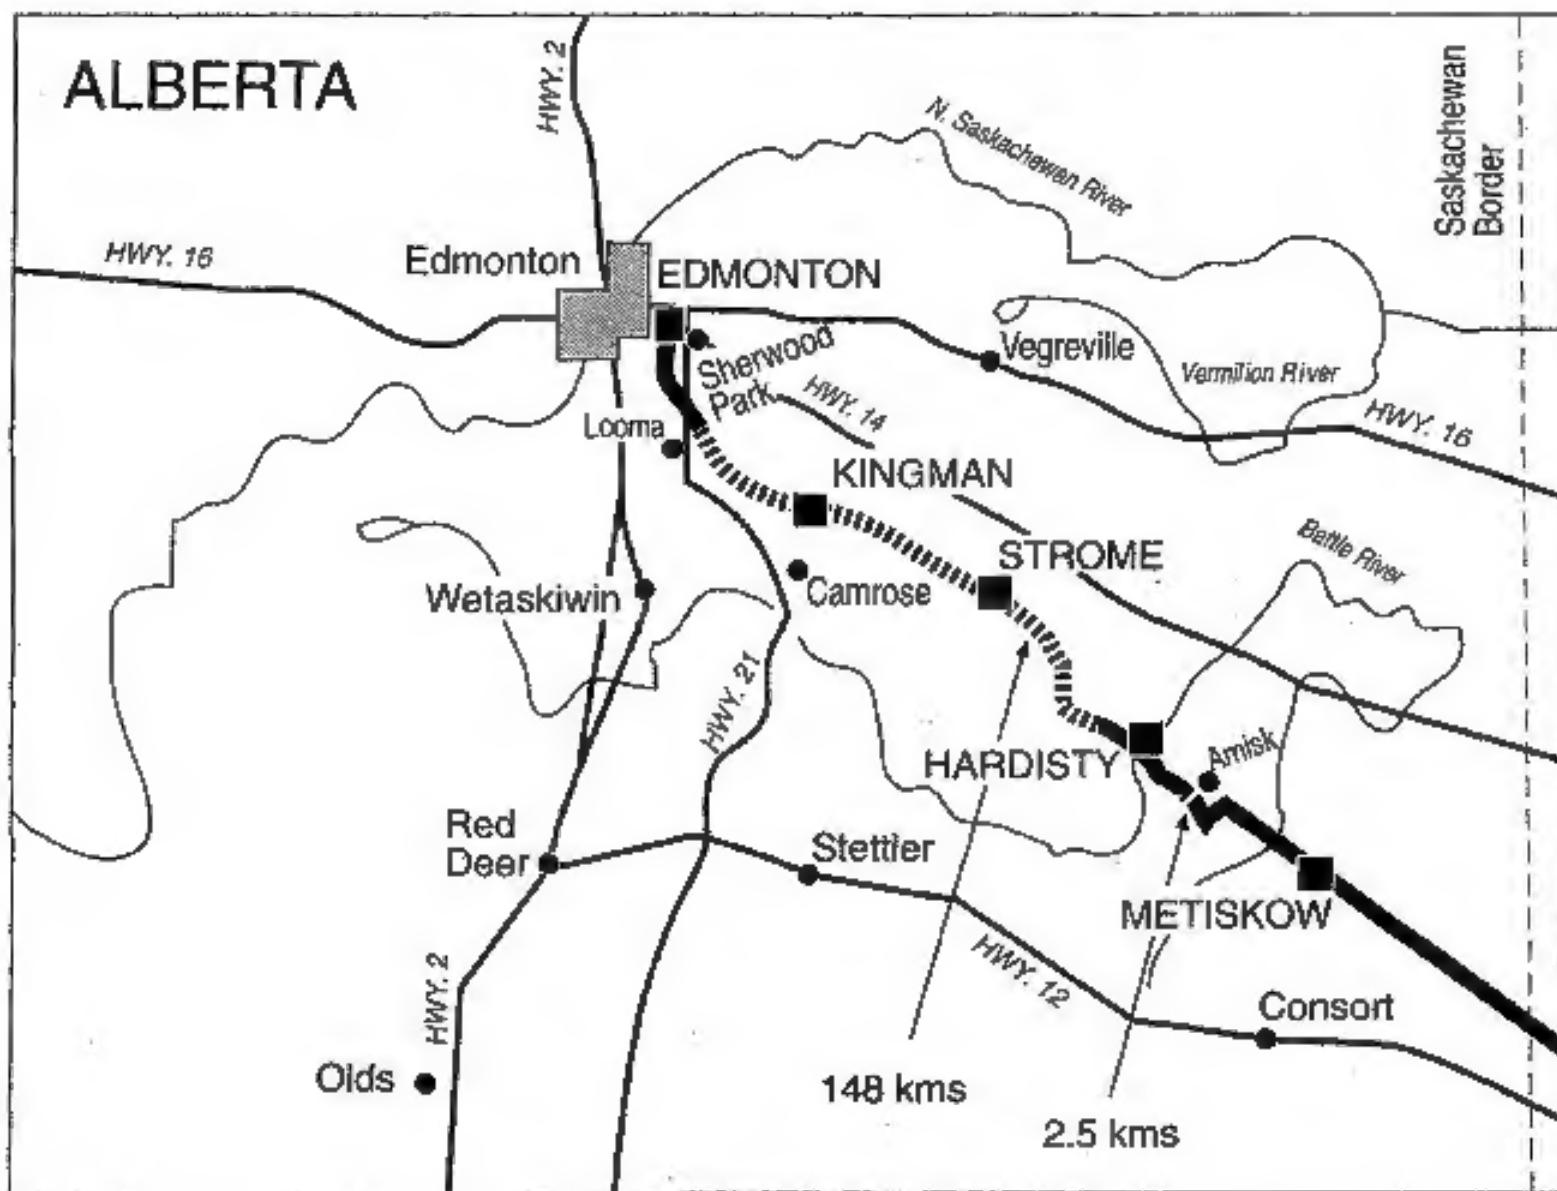 ALBERTA
HWY. 2
N. Saskachewan River
Saskachewan
Border
HWY. 16
Edmonton
EDMONTON
Sherwood
Park
Vegreville
Vermilion River
HWY. 14
HWY. 16
Looma
KINGMAN
Battle River
STROME
Wetaskiwin
Camrose
HWY. 21
HARDISTY
Amisk
Red
Deer
Stettler
METISKOW
HWY. 2
HWY. 12
Consort
Olds
148 kms
2.5 kms